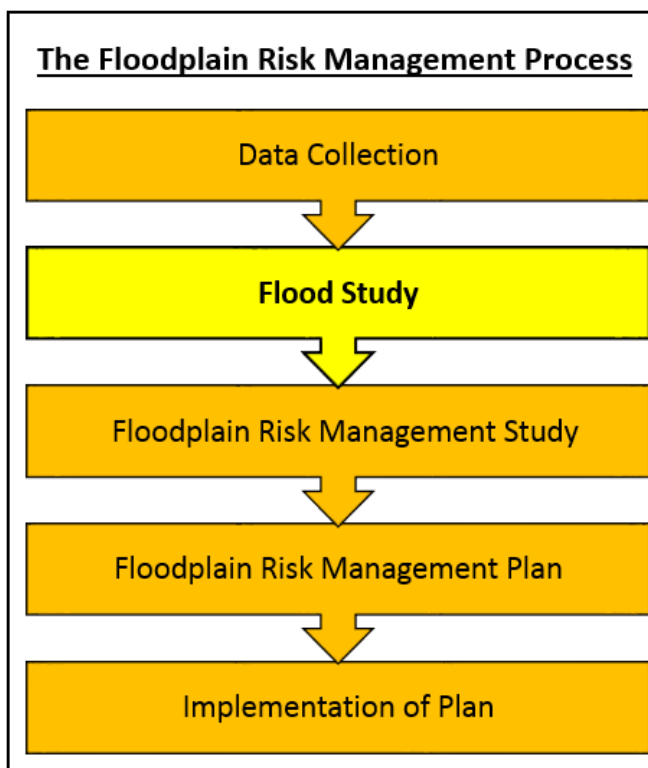 The Floodplain Risk Management Process
Data Collection
Flood Study
Floodplain Risk Management Study
Floodplain Risk Management Plan
Implementation of Plan